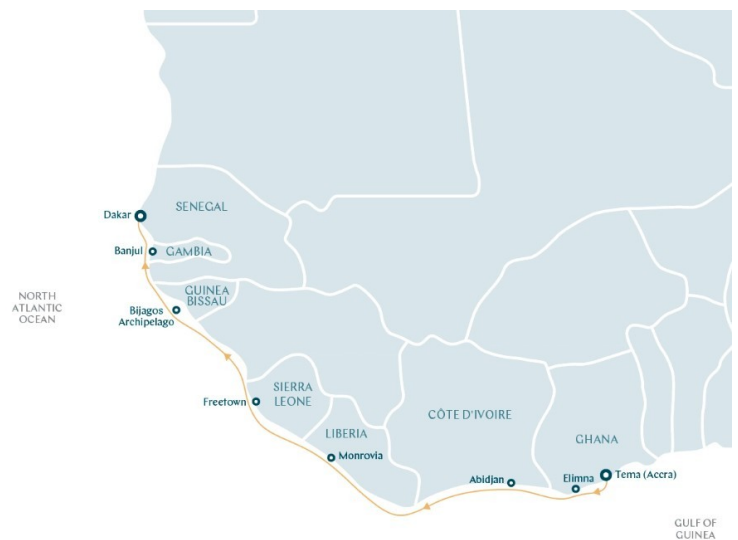 SENEGAL
Dakar
Banjul
GAMBIA
GUINEA
BISSAU
NORTH
ATLANTIC
OCEAN
Bijagos
Archipelago
SIERRA
LEONE
Freetown
CÔTE D'IVOIRE
LIBERIA
GHANA
Monrovia
Abidjan
Elimna
Tema (Accra)
GULF OF
GUINEA